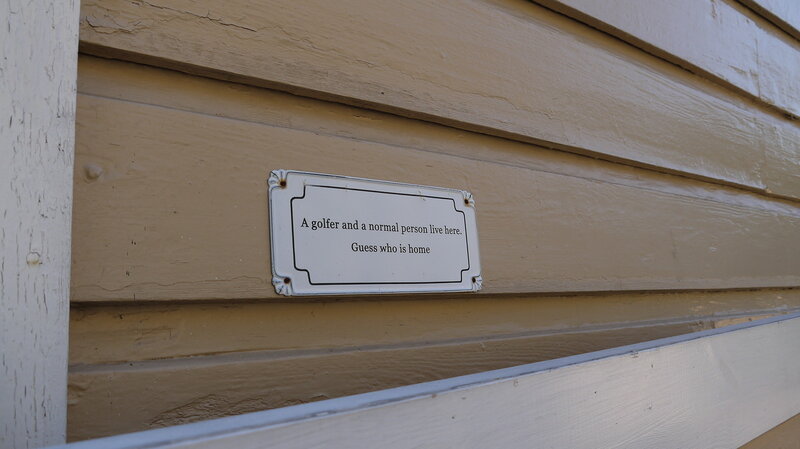 A golfer and a normal person live here.
Guess who is home